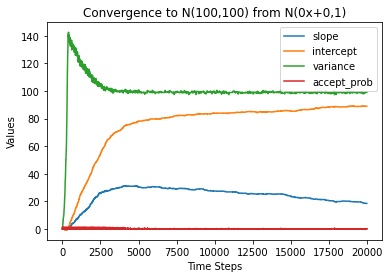 Convergence to N(100,100) from N(0x+0,1)
slope
intercept
variance
accept_prob
Values
140
120
100
80
60
40
20
0
0 2500 5000 7500 10000 12500 15000 17500 20000
Time Steps